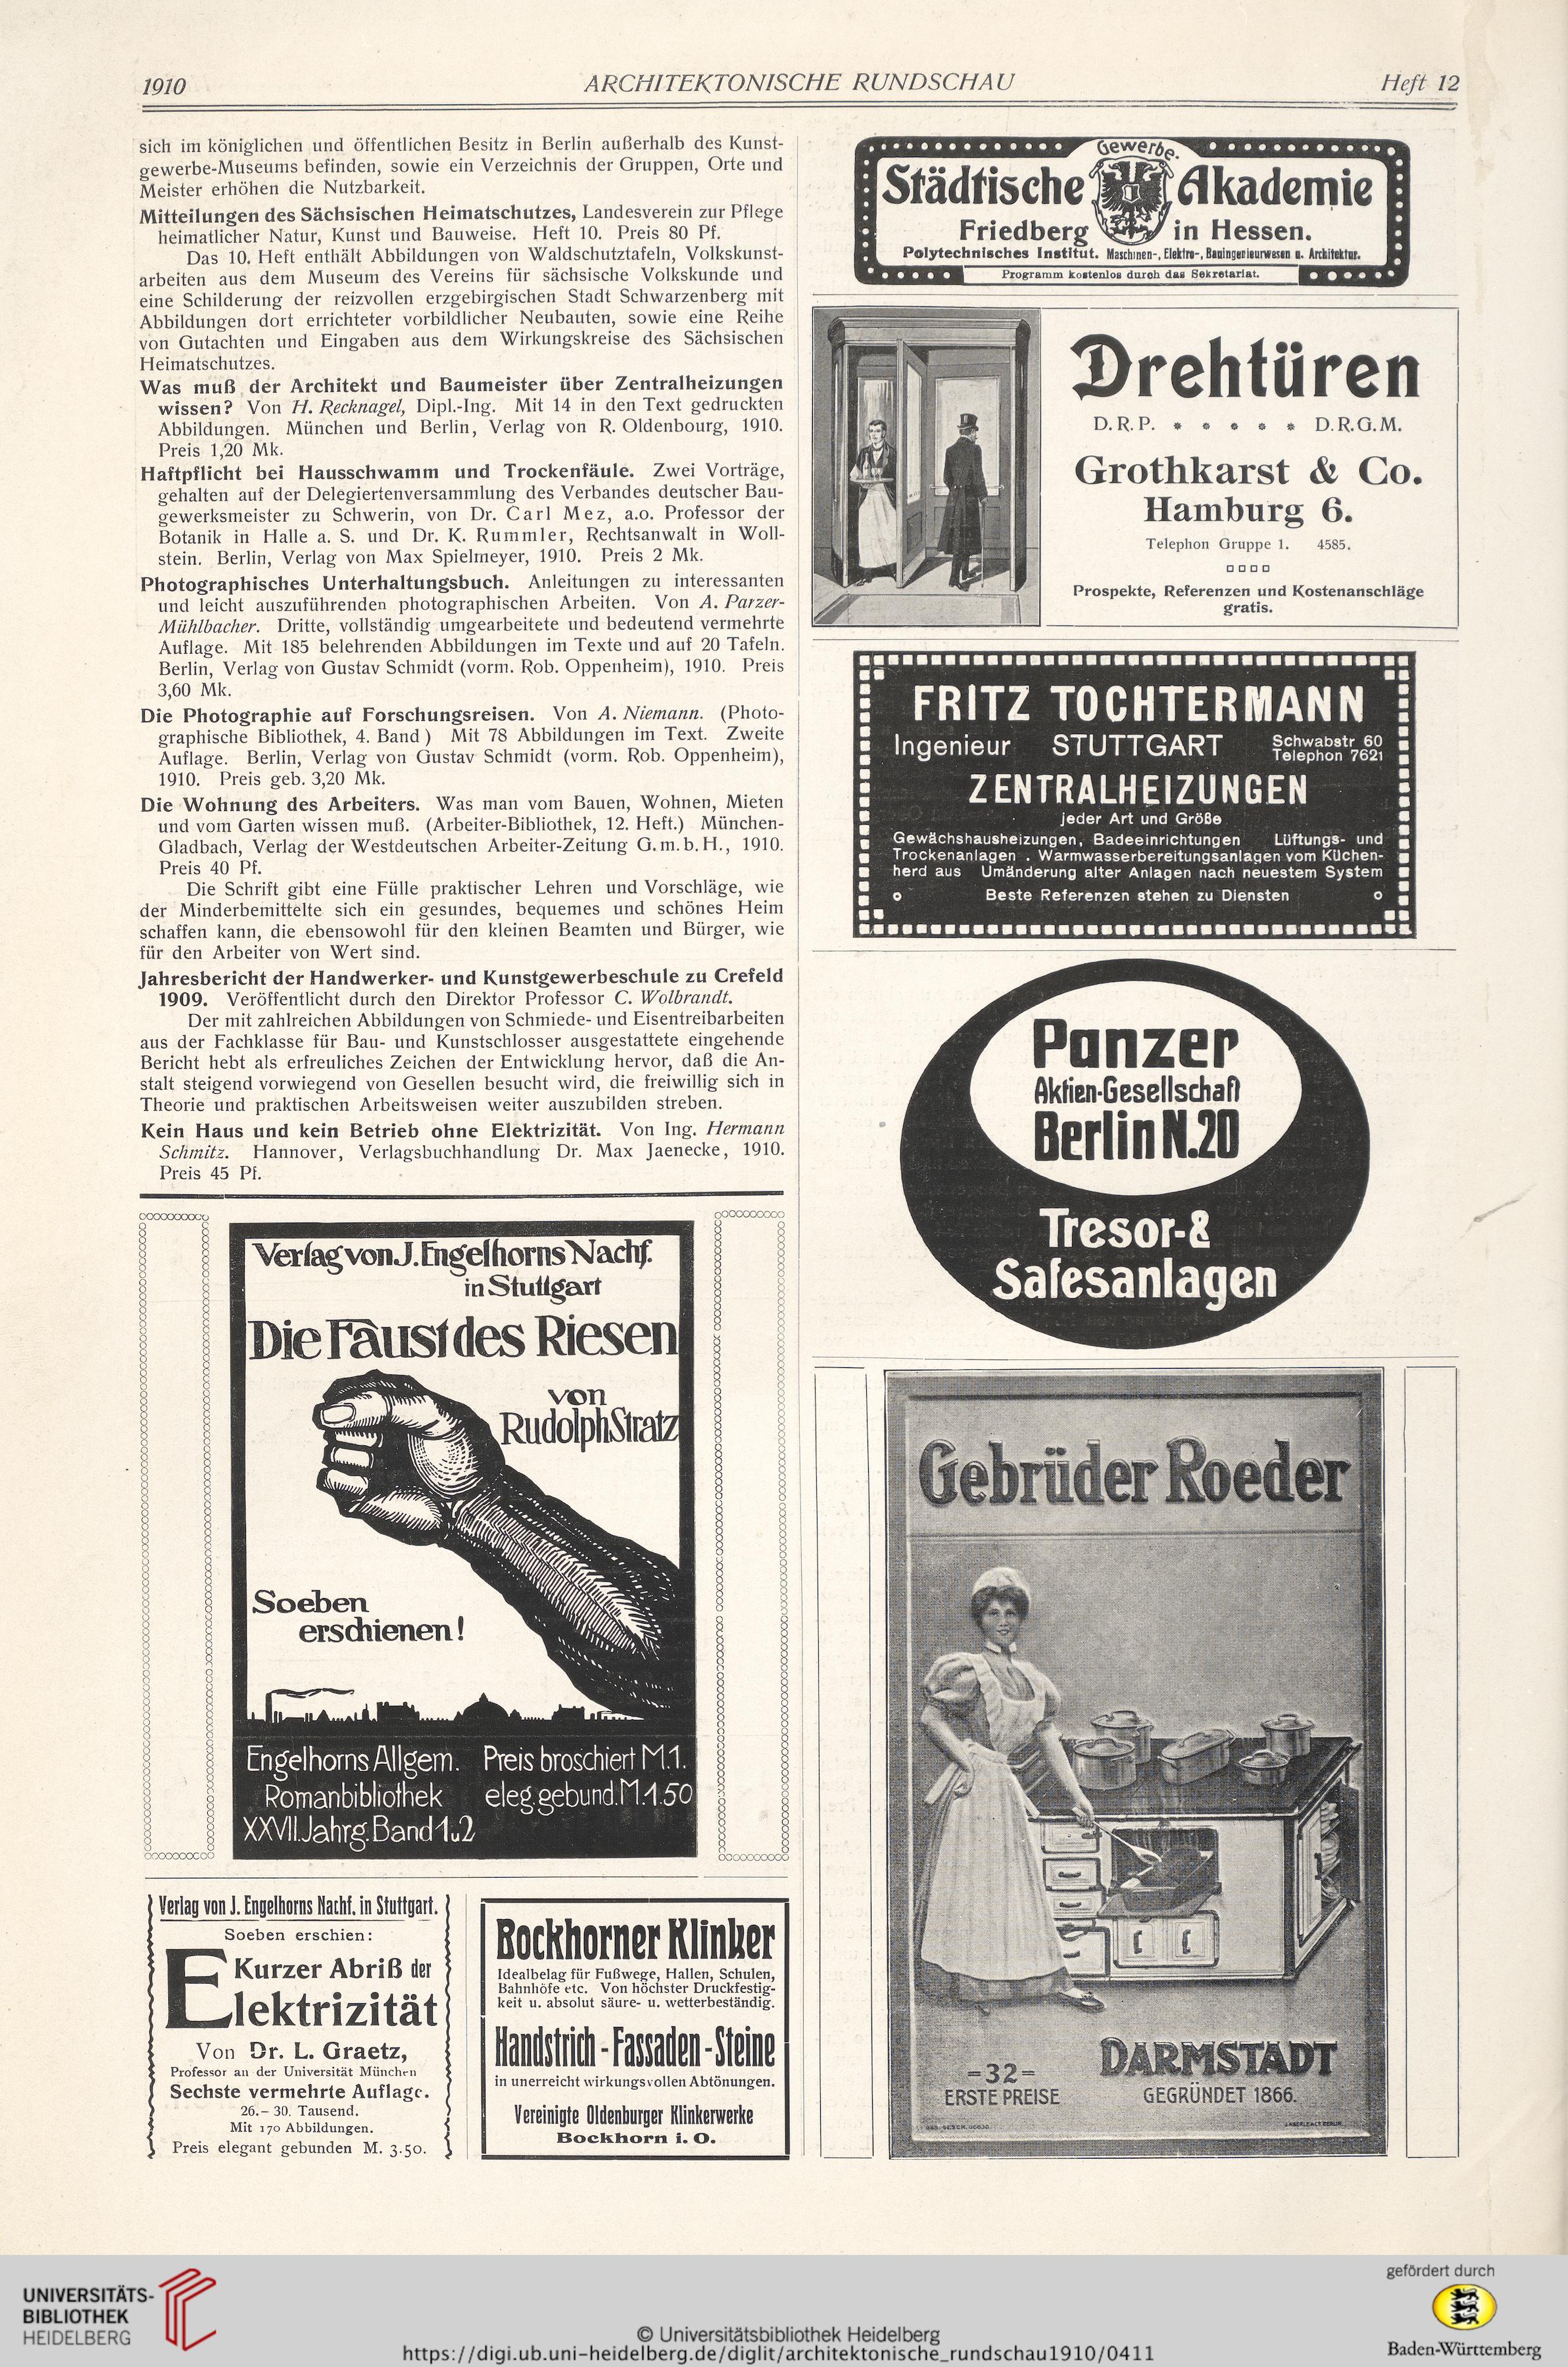 1910
ARCHITEKTONISCHE RUNDSCHAU
Heft 12
sich im königlichen und öffentlichen Besitz in Berlin außerhalb des Kunst-
gewerbe-Museums befinden, sowie ein Verzeichnis der Gruppen, Orte und
Meister erhöhen die Nutzbarkeit.
Mitteilungen des Sächsischen Heimatschutzes, Landesverein zur Pflege
heimatlicher Natur, Kunst und Bauweise. Heft 10. Preis 80 Pf.
Das 10. Heft enthält Abbildungen von Waldschutztafeln, Volkskunst-
arbeiten aus dem Museum des Vereins für sächsische Volkskunde und
eine Schilderung der reizvollen erzgebirgischen Stadt Schwarzenberg mit
Abbildungen dort errichteter vorbildlicher Neubauten, sowie eine Reihe
von Gutachten und Eingaben aus dem Wirkungskreise des Sächsischen
Heimatschutzes.
Was muß der Architekt und Baumeister über Zentralheizungen
wissen? Von H. Recknagel, Dipl.-Ing. Mit 14 in den Text gedruckten
Abbildungen. München und Berlin, Verlag von R. Oldenbourg, 1910.
Preis 1,20 Mk.
Haftpflicht bei Hausschwamm und Trockenfäule. Zwei Vorträge,
gehalten auf der Delegiertenversammlung des Verbandes deutscher Bau-
gewerksmeister zu Schwerin, von Dr. Carl Mez, a.o. Professor der
Botanik in Halle a. S. und Dr. K. Rummler, Rechtsanwalt in Woll-
stein. Berlin, Verlag von Max Spielmeyer, 1910. Preis 2 Mk.
Photographisches Unterhaltungsbuch. Anleitungen zu interessanten
und leicht auszuführenden photographischen Arbeiten. Von A. Parzer-
Mühlbacher. Dritte, vollständig umgearbeitete und bedeutend vermehrte
Auflage. Mit 185 belehrenden Abbildungen im Texte und auf 20 Tafeln.
Berlin, Verlag von Gustav Schmidt (vorm. Rob. Oppenheim), 1910. Preis
3,60 Mk.
Die Photographie auf Forschungsreisen. Von A. Niemann. (Photo-
graphische Bibliothek, 4. Band) Mit 78 Abbildungen im Text. Zweite
Auflage. Berlin, Verlag von Gustav Schmidt (vorm. Rob. Oppenheim),
1910. Preis geb. 3,20 Mk.
Die Wohnung des Arbeiters. Was man vom Bauen, Wohnen, Mieten
und vom Garten wissen muß. (Arbeiter-Bibliothek, 12. Heft.) München-
Gladbach, Verlag der Westdeutschen Arbeiter-Zeitung G.m.b.H., 1910.
Preis 40 Pf.
Die Schrift gibt eine Fülle praktischer Lehren und Vorschläge, wie
der Minderbemittelte sich ein gesundes, bequemes und schönes Heim
schaffen kann, die ebensowohl für den kleinen Beamten und Bürger, wie
für den Arbeiter von Wert sind.
Jahresbericht der Handwerker- und Kunstgewerbeschule zu Crefeld
1909. Veröffentlicht durch den Direktor Professor C. Wolbrandt.
Der mit zahlreichen Abbildungen von Schmiede- und Eisentreibarbeiten
aus der Fachklasse für Bau- und Kunstschlosser ausgestattete eingehende
Bericht hebt als erfreuliches Zeichen der Entwicklung hervor, daß die An-
stalt steigend vorwiegend von Gesellen besucht wird, die freiwillig sich in
Theorie und praktischen Arbeitsweisen weiter auszubilden streben.
Kein Haus und kein Betrieb ohne Elektrizität. Von Ing. Hermann
Schmitz. Hannover, Verlagsbuchhandlung Dr. Max Jaenecke, 1910.
Preis 45 Pf.
Verlag von J. Engelhorns Nachf.
in Stuttgart
Die Faust des Riesen
von
Rudolph Stratz
Soeben
erschienen!
Engelhorns Allgem. Preis broschiert M.1.
Romanbibliothek eleg. gebund. M.1.50
XXVII. Jahrg. Band 1u.2
Verlag von J. Engelhorns Nachf. in Stuttgart.
Soeben erschien:
Kurzer Abriß der
Elektrizität
Von Dr. L. Graetz,
Professor an der Universität München
Sechste vermehrte Auflage.
26.– 30. Tausend.
Mit 170 Abbildungen.
Preis elegant gebunden M. 3.50.
Bockhorner Klinker
Idealbelag für Fußwege, Hallen, Schulen,
Bahnhöfe etc. Von höchster Druckfestig-
keit u. absolut säure- u. wetterbeständig.
Handstrich-Fassaden-Steine
in unerreicht wirkungsvollen Abtönungen.
Vereinigte Oldenburger Klinkerwerke
Bockhorn i. O.
Gewerbe-
Städtische Akademie
Friedberg in Hessen.
Polytechnisches Institut. Maschinen-, Elektro-, Bauingenieurwesen u. Architektur.
Programm kostenlos durch das Sekretariat.
Drehtüren
D.R.P. * * * * * D.R.G.M.
Grothkarst & Co.
Hamburg 6.
Telephon Gruppe 1. 4585.
Prospekte, Referenzen und Kostenanschläge
gratis.
FRITZ TOCHTERMANN
Ingenieur STUTTGART Schwabstr 60
Telephon 7621
ZENTRALHEIZUNGEN
jeder Art und Größe
Gewächshausheizungen, Badeeinrichtungen Lüftungs- und
Trockenanlagen . Warmwasserbereitungsanlagen vom Küchen-
herd aus Umänderung alter Anlagen nach neuestem System
o Beste Referenzen stehen zu Diensten o
Panzer
Aktien-Gesellschaft
Berlin N.20
Tresor-&
Safesanlagen
Gebrüder Roeder
DARMSTADT
-32-
ERSTE PREISE
GEGRÜNDET 1866.
UNIVERSITÄTS-
BIBLIOTHEK
HEIDELBERG
© Universitätsbibliothek Heidelberg
https://digi.ub.uni-heidelberg.de/diglit/architektonische_rundschau1910/0411
gefördert durch
Baden-Württemberg